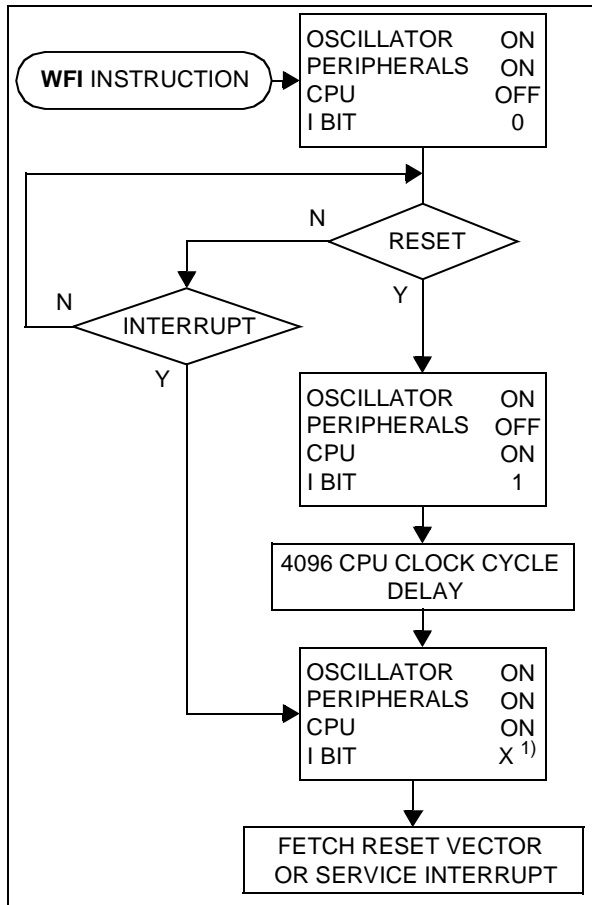 WFI INSTRUCTION
OSCILLATOR ON
PERIPHERALS ON
CPU OFF
I BIT 0
N
RESET
Y
N
INTERRUPT
Y
OSCILLATOR ON
PERIPHERALS OFF
CPU ON
I BIT 1
4096 CPU CLOCK CYCLE
DELAY
OSCILLATOR ON
PERIPHERALS ON
CPU ON
I BIT X 1)
FETCH RESET VECTOR
OR SERVICE INTERRUPT